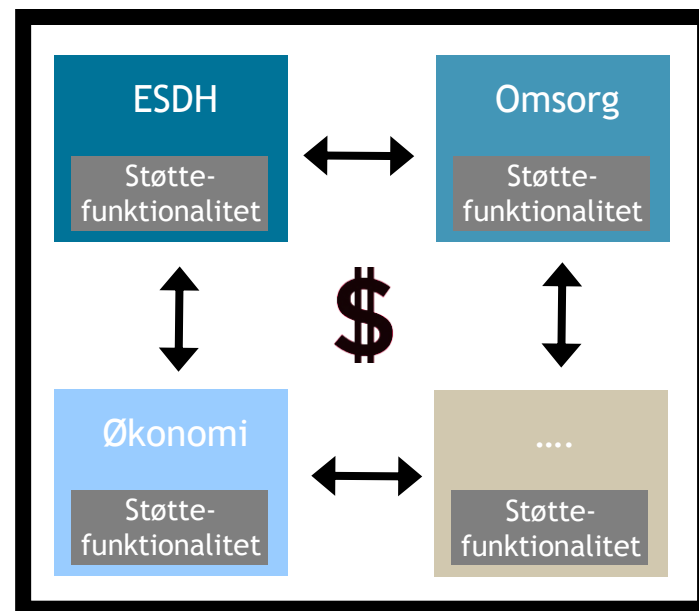 ESDH
Støtte-
funktionalitet
Omsorg
Støtte-
funktionalitet
$
Økonomi
Støtte-
funktionalitet
....
Støtte-
funktionalitet